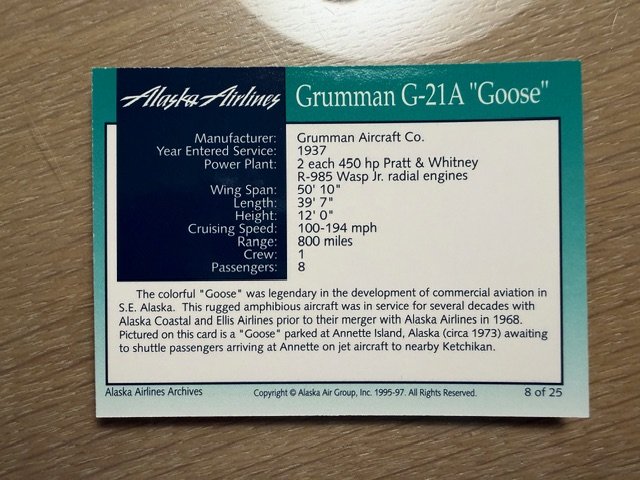 Alaska Airlines Grumman G-21A "Goose"
Manufacturer: Grumman Aircraft Co.
Year Entered Service: 1937
Power Plant: 2 each 450 hp Pratt & Whitney
R-985 Wasp Jr. radial engines
Wing Span: 50' 10"
Length: 39' 7"
Height: 12' 0"
Cruising Speed: 100-194 mph
Range: 800 miles
Crew: 1
Passengers: 8
The colorful "Goose" was legendary in the development of commercial aviation in
S.E. Alaska. This rugged amphibious aircraft was in service for several decades with
Alaska Coastal and Ellis Airlines prior to their merger with Alaska Airlines in 1968.
Pictured on this card is a "Goose" parked at Annette Island, Alaska (circa 1973) awaiting
to shuttle passengers arriving at Annette on jet aircraft to nearby Ketchikan.
Alaska Airlines Archives Copyright © Alaska Air Group, Inc. 1995-97. All Rights Reserved. 8 of 25